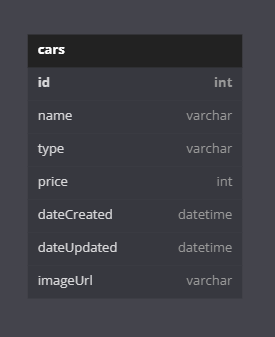 cars
id int
name varchar
type varchar
price int
dateCreated datetime
dateUpdated datetime
imageUrl varchar